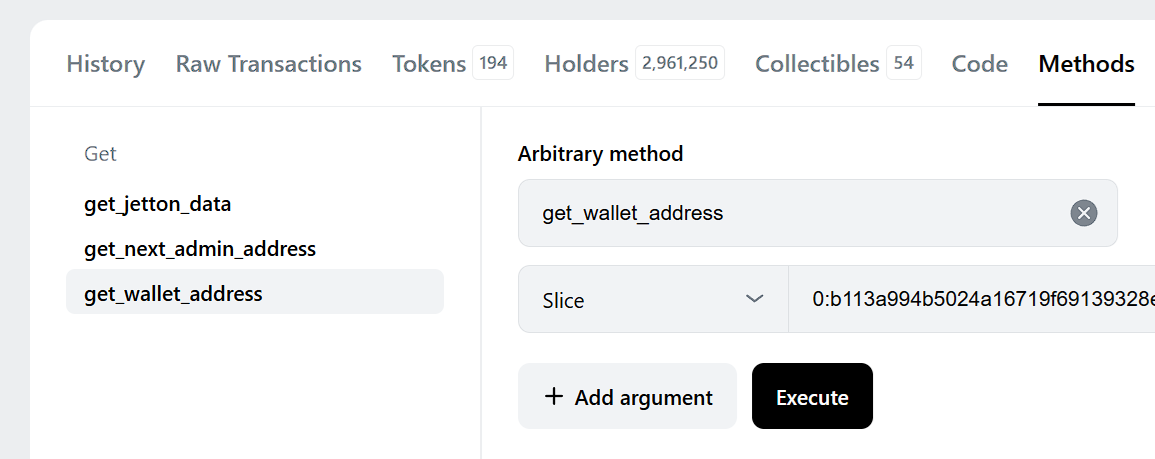 History Raw Transactions Tokens 194 Holders 2,961,250 Collectibles 54 Code Methods
Get
get_jetton_data
get_next_admin_address
get_wallet_address
Arbitrary method
get_wallet_address
Slice 0:b113a994b5024a16719f69139328e
+ Add argument Execute